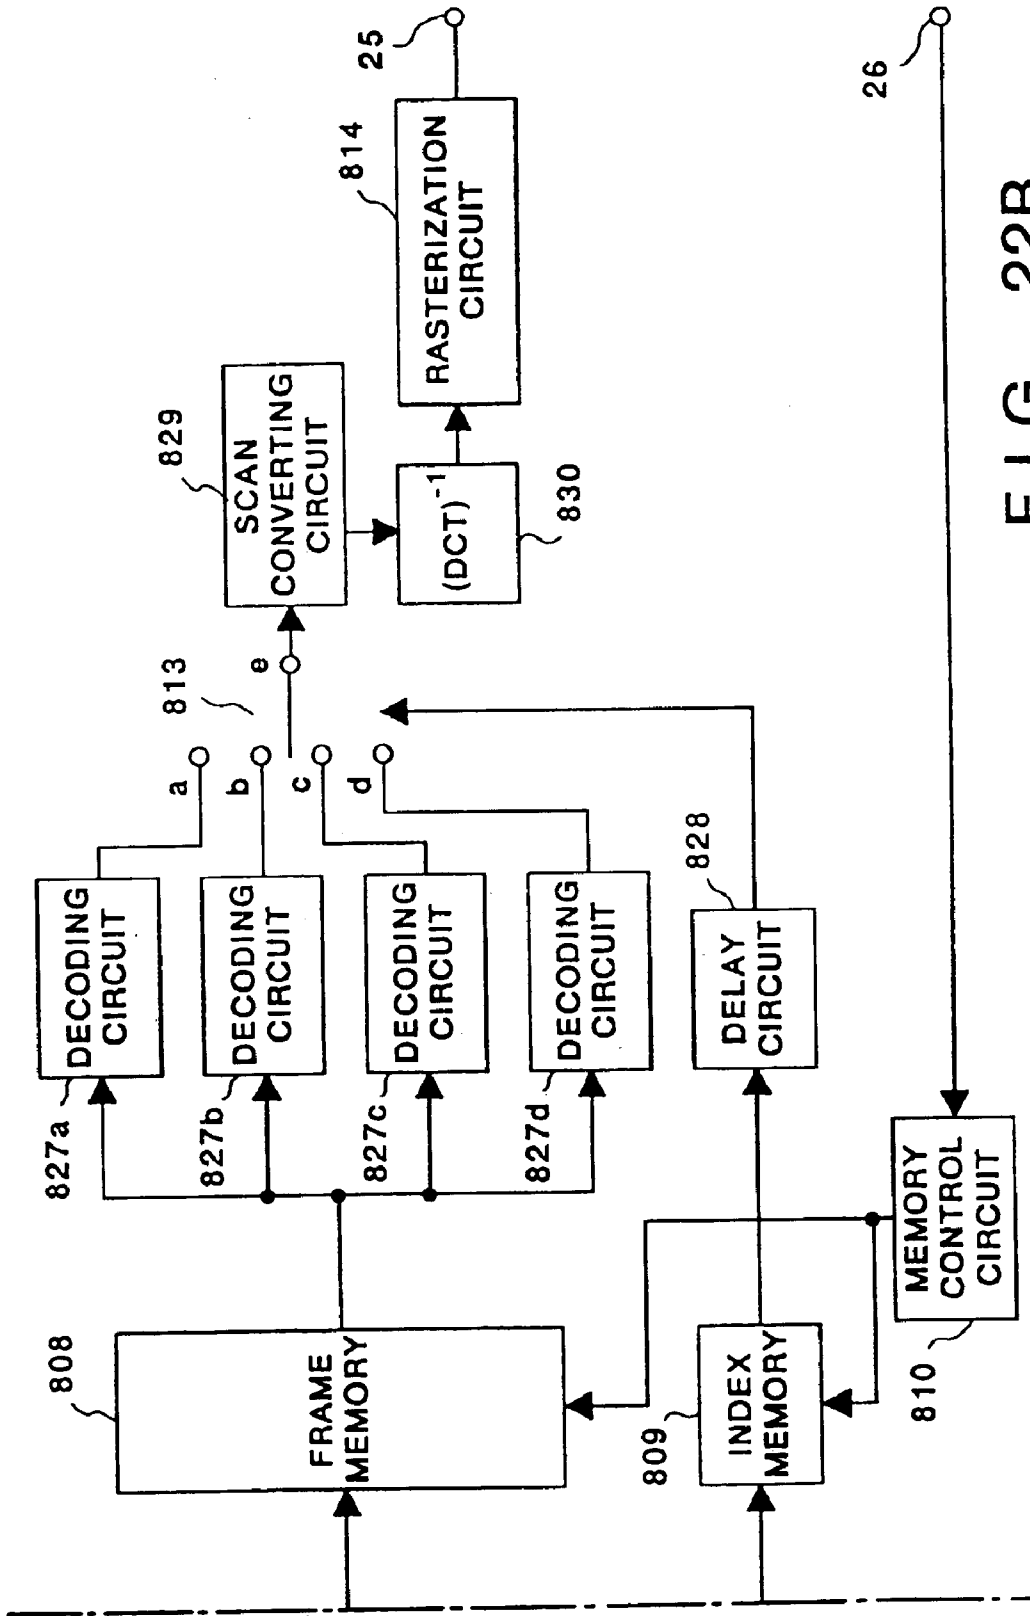 808
FRAME
MEMORY
809
INDEX
MEMORY
810
MEMORY
CONTROL
CIRCUIT
827a
DECODING
CIRCUIT
827b
DECODING
CIRCUIT
827c
DECODING
CIRCUIT
827d
DECODING
CIRCUIT
828
DELAY
CIRCUIT
a
b
c
d
e
813
829
SCAN
CONVERTING
CIRCUIT
(DCT)⁻¹
830
814
RASTERIZATION
CIRCUIT
25
26
FIG. 22B